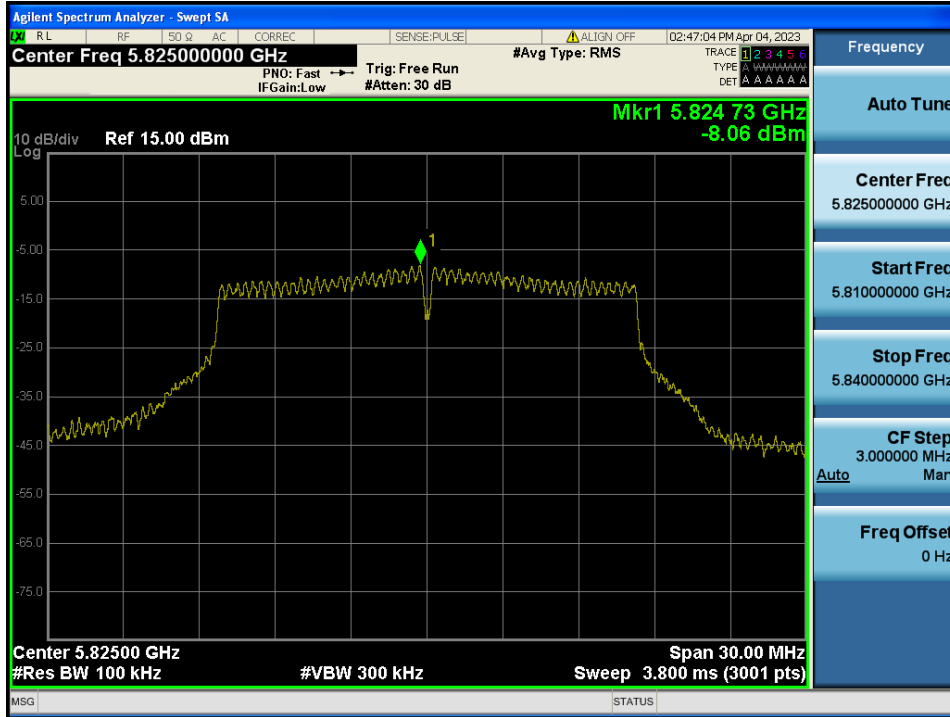 Agilent Spectrum Analyzer - Swept SA
LXI RL RF 50 Ω AC CORREC SENSE:PULSE ALIGN OFF 02:47:04 PM Apr 04, 2023
Center Freq 5.825000000 GHz
PNO: Fast
IFGain:Low
Trig: Free Run
#Atten: 30 dB
#Avg Type: RMS
TRACE 1 2 3 4 5 6
TYPE A WWWWW
DET A A A A A A
Mkr1 5.824 73 GHz
-8.06 dBm
10 dB/div Ref 15.00 dBm
Log
5.00
-5.00
-15.0
-25.0
-35.0
-45.0
-55.0
-65.0
-75.0
1
Center 5.82500 GHz Span 30.00 MHz
#Res BW 100 kHz #VBW 300 kHz Sweep 3.800 ms (3001 pts)
MSG STATUS
Frequency
Auto Tune
Center Freq
5.825000000 GHz
Start Freq
5.810000000 GHz
Stop Freq
5.840000000 GHz
CF Step
3.000000 MHz
Auto Man
Freq Offset
0 Hz